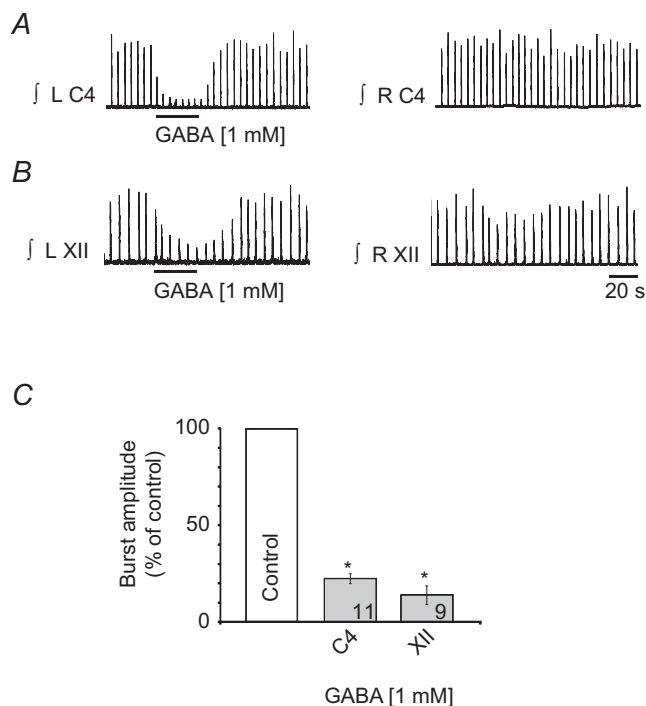 A
∫ L C4
GABA [1 mM]
∫ R C4
B
∫ L XII
GABA [1 mM]
∫ R XII
20 s
C
Burst amplitude
(% of control)
100
50
0
Control
*
11
*
9
C4
XII
GABA [1 mM]